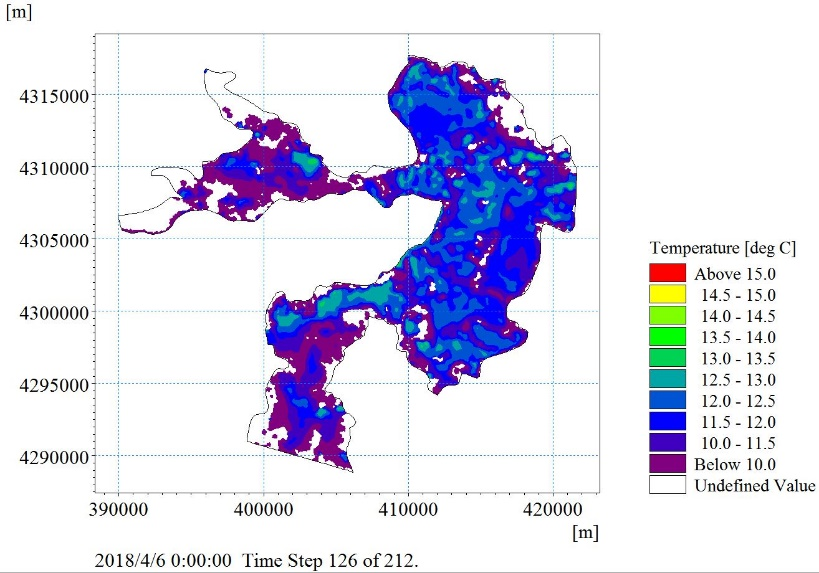 [m]
4315000
4310000
4305000
4300000
4295000
4290000
390000 400000 410000 420000
[m]
Temperature [deg C]
Above 15.0
14.5 - 15.0
14.0 - 14.5
13.5 - 14.0
13.0 - 13.5
12.5 - 13.0
12.0 - 12.5
11.5 - 12.0
10.0 - 11.5
Below 10.0
Undefined Value
2018/4/6 0:00:00 Time Step 126 of 212.